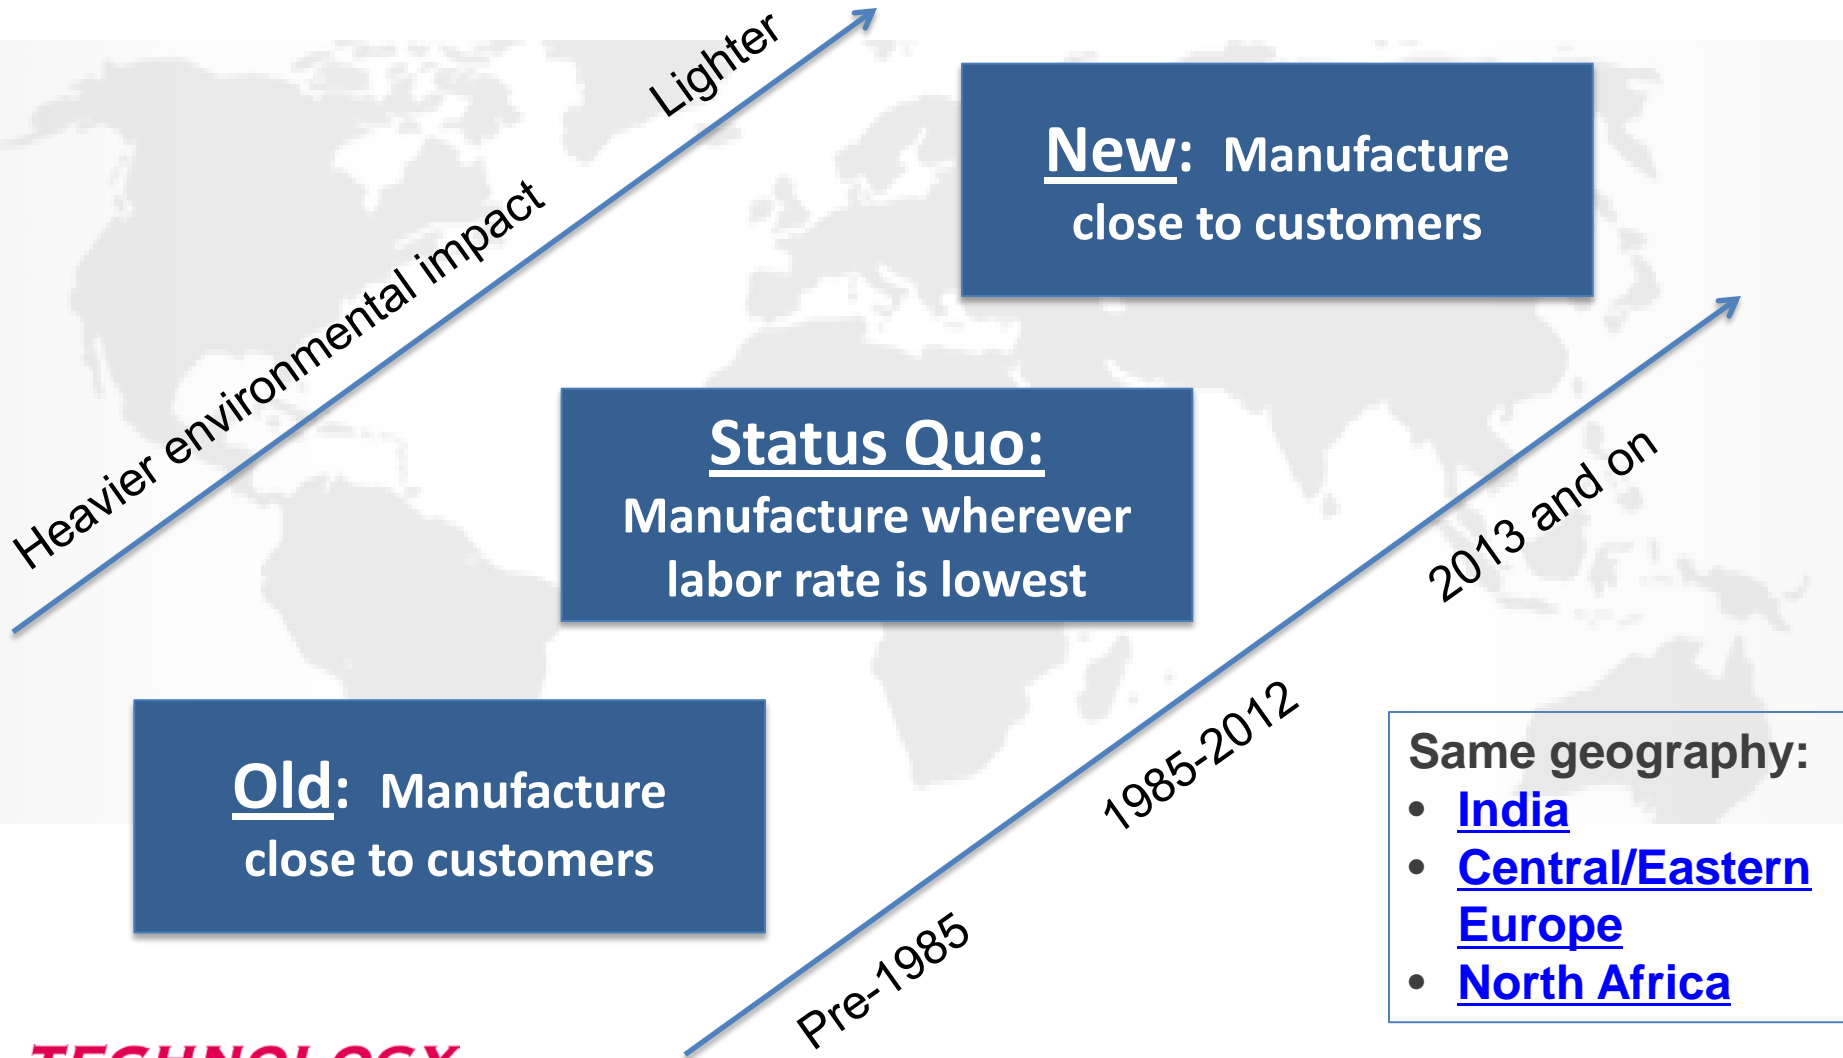 Lighter
Heavier environmental impact
New: Manufacture
close to customers
Status Quo:
Manufacture wherever
labor rate is lowest
Old: Manufacture
close to customers
2013 and on
1985-2012
Pre-1985
Same geography:
• India
• Central/Eastern
Europe
• North Africa
TECHNOLOGY